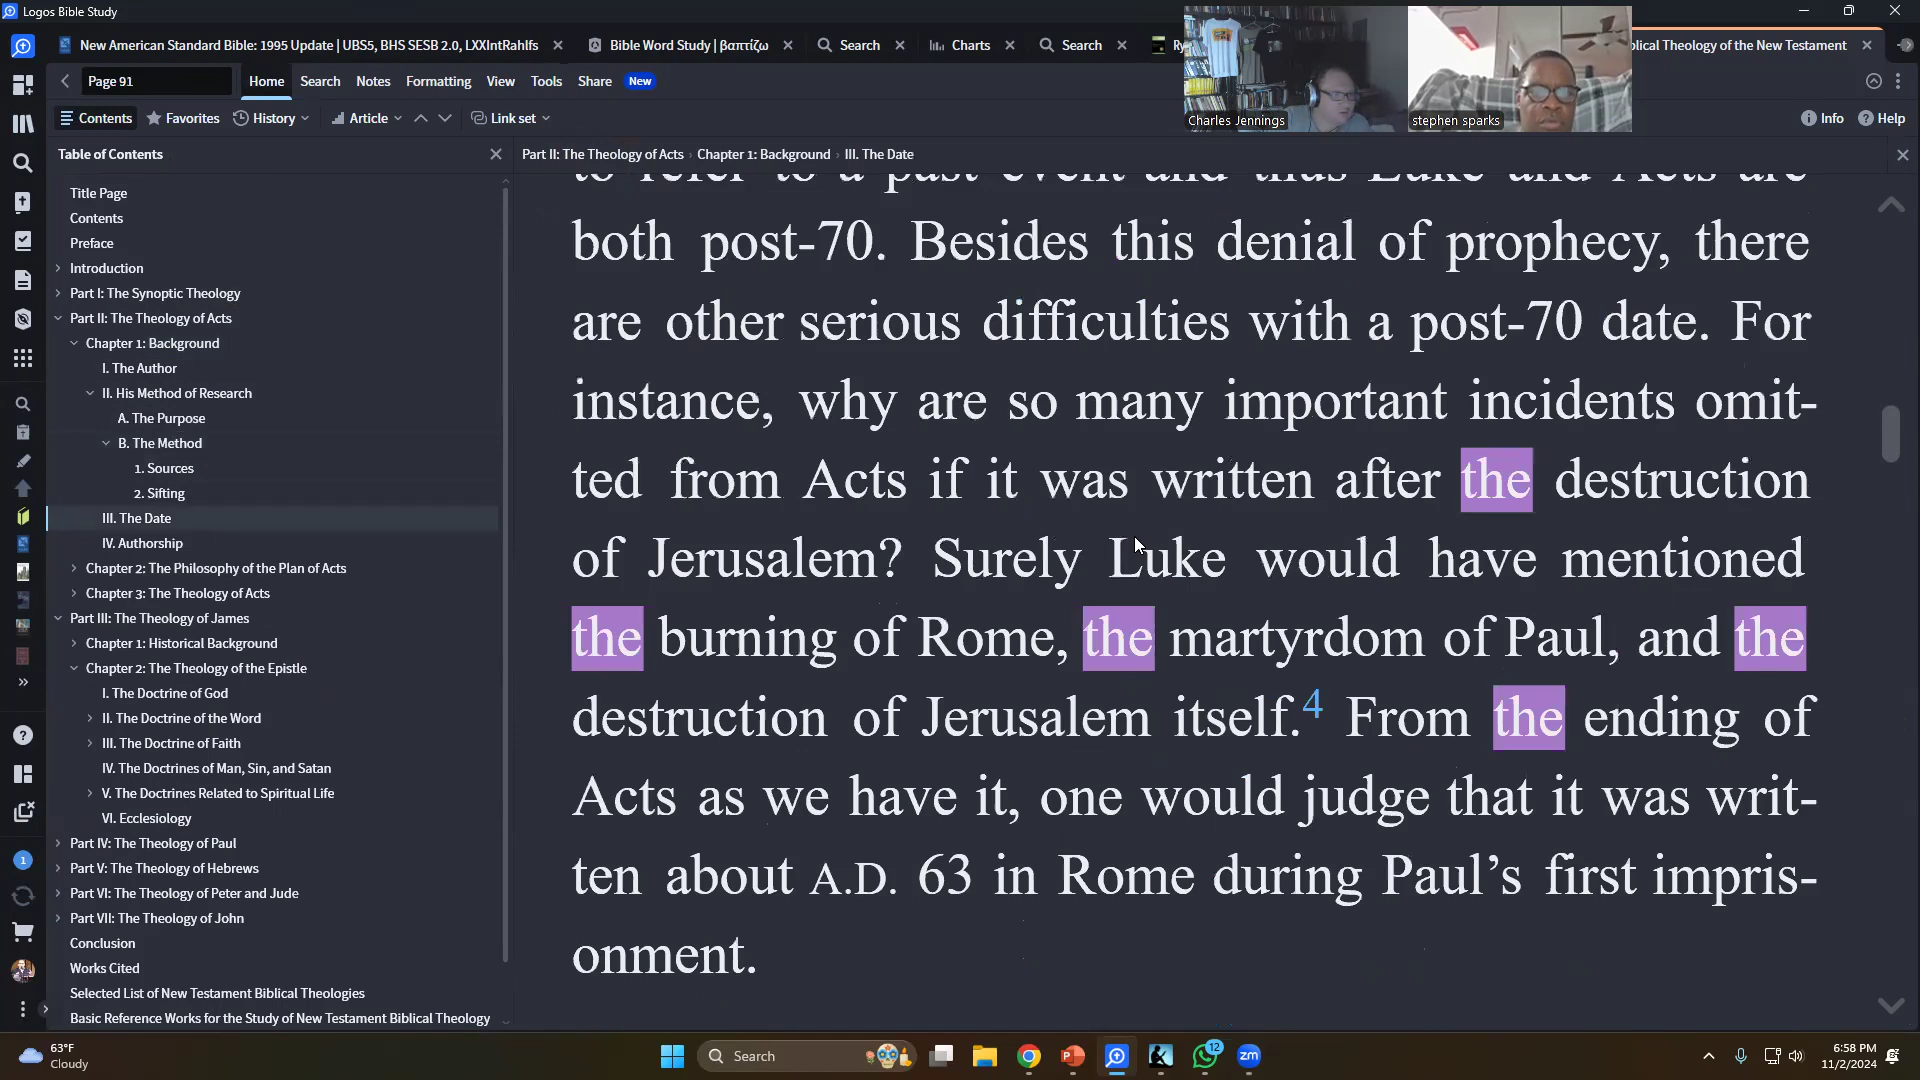 Logos Bible Study
New American Standard Bible: 1995 Update | UBS5, BHS SESB 2.0, LXXIntRahlfs
Bible Word Study | βαπτίζω
Search
Charts
Search
Ry
blical Theology of the New Testament
Page 91
Home
Search
Notes
Formatting
View
Tools
Share
New
Charles Jennings
stephen sparks
Contents
Favorites
History
Article
Link set
Info
Help
Table of Contents
Part II: The Theology of Acts › Chapter 1: Background › III. The Date
Title Page
Contents
Preface
Introduction
Part I: The Synoptic Theology
Part II: The Theology of Acts
Chapter 1: Background
I. The Author
II. His Method of Research
A. The Purpose
B. The Method
1. Sources
2. Sifting
III. The Date
IV. Authorship
Chapter 2: The Philosophy of the Plan of Acts
Chapter 3: The Theology of Acts
Part III: The Theology of James
Chapter 1: Historical Background
Chapter 2: The Theology of the Epistle
I. The Doctrine of God
II. The Doctrine of the Word
III. The Doctrine of Faith
IV. The Doctrines of Man, Sin, and Satan
V. The Doctrines Related to Spiritual Life
VI. Ecclesiology
Part IV: The Theology of Paul
Part V: The Theology of Hebrews
Part VI: The Theology of Peter and Jude
Part VII: The Theology of John
Conclusion
Works Cited
Selected List of New Testament Biblical Theologies
Basic Reference Works for the Study of New Testament Biblical Theology
to refer to a past event and thus Luke and Acts are
both post-70. Besides this denial of prophecy, there
are other serious difficulties with a post-70 date. For
instance, why are so many important incidents omit-
ted from Acts if it was written after the destruction
of Jerusalem? Surely Luke would have mentioned
the burning of Rome, the martyrdom of Paul, and the
destruction of Jerusalem itself.4 From the ending of
Acts as we have it, one would judge that it was writ-
ten about A.D. 63 in Rome during Paul’s first impris-
onment.
1
63°F
Cloudy
Search
12
zm
6:58 PM
11/2/2024